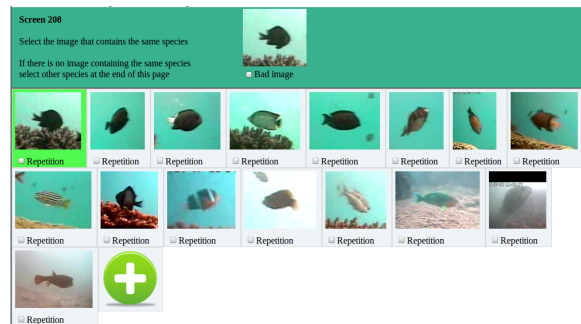 Screen 208
Select the image that contains the same species
If there is no image containing the same species
select other species at the end of this page
Bad image
Repetition Repetition Repetition Repetition Repetition Repetition Repetition Repetition
Repetition Repetition Repetition Repetition Repetition Repetition Repetition
Repetition